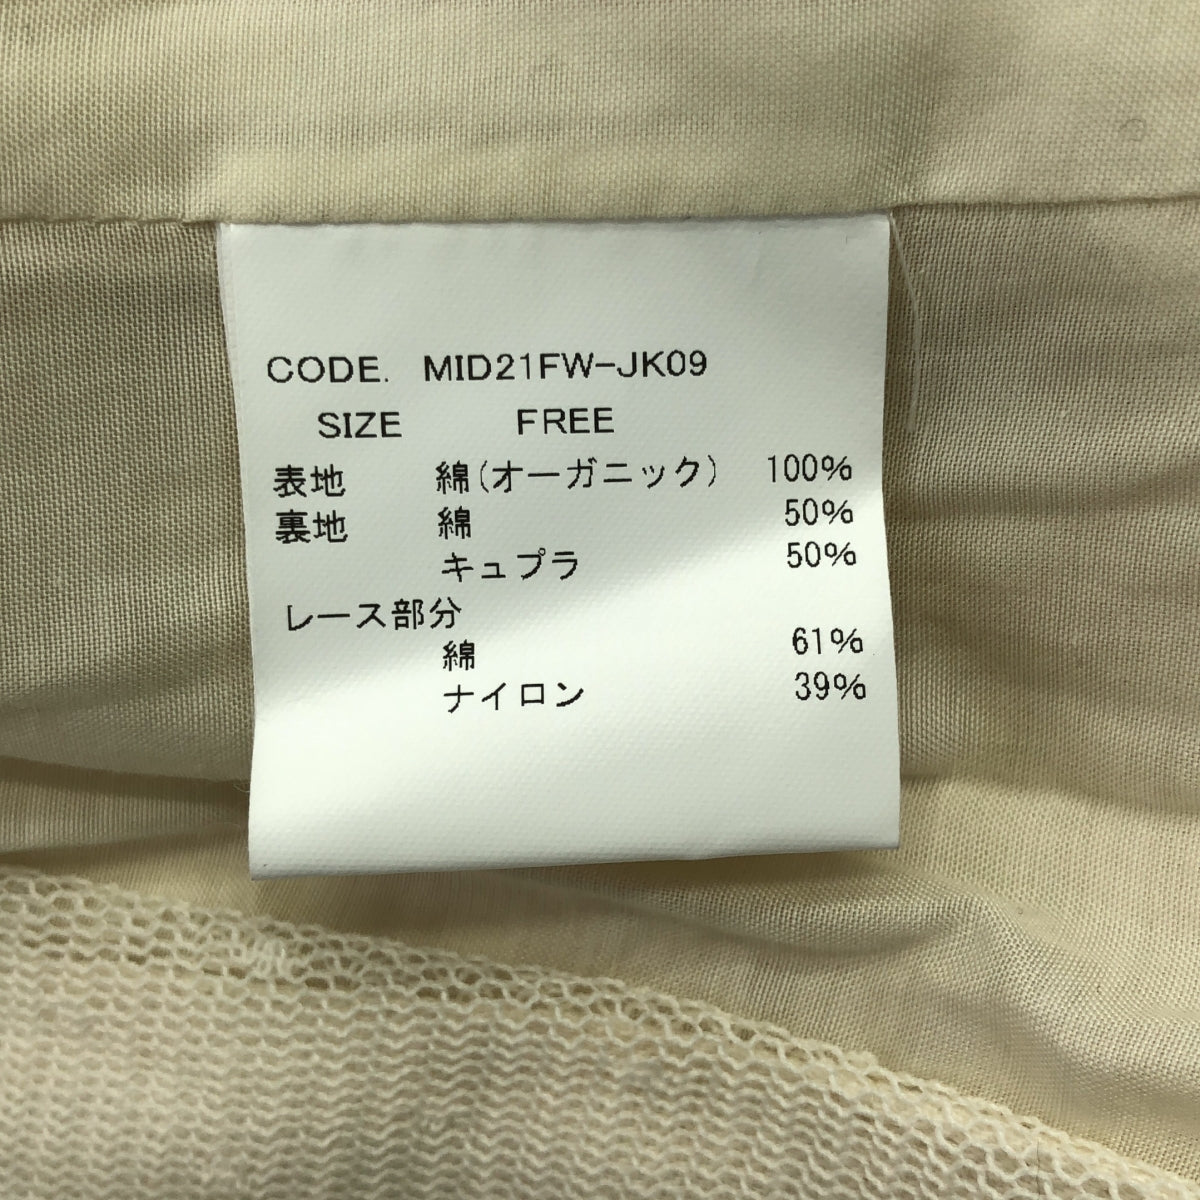 CODE. MID21FW-JK09
SIZE FREE
表地 綿(オーガニック) 100%
裏地 綿 50%
キュプラ 50%
レース部分
綿 61%
ナイロン 39%